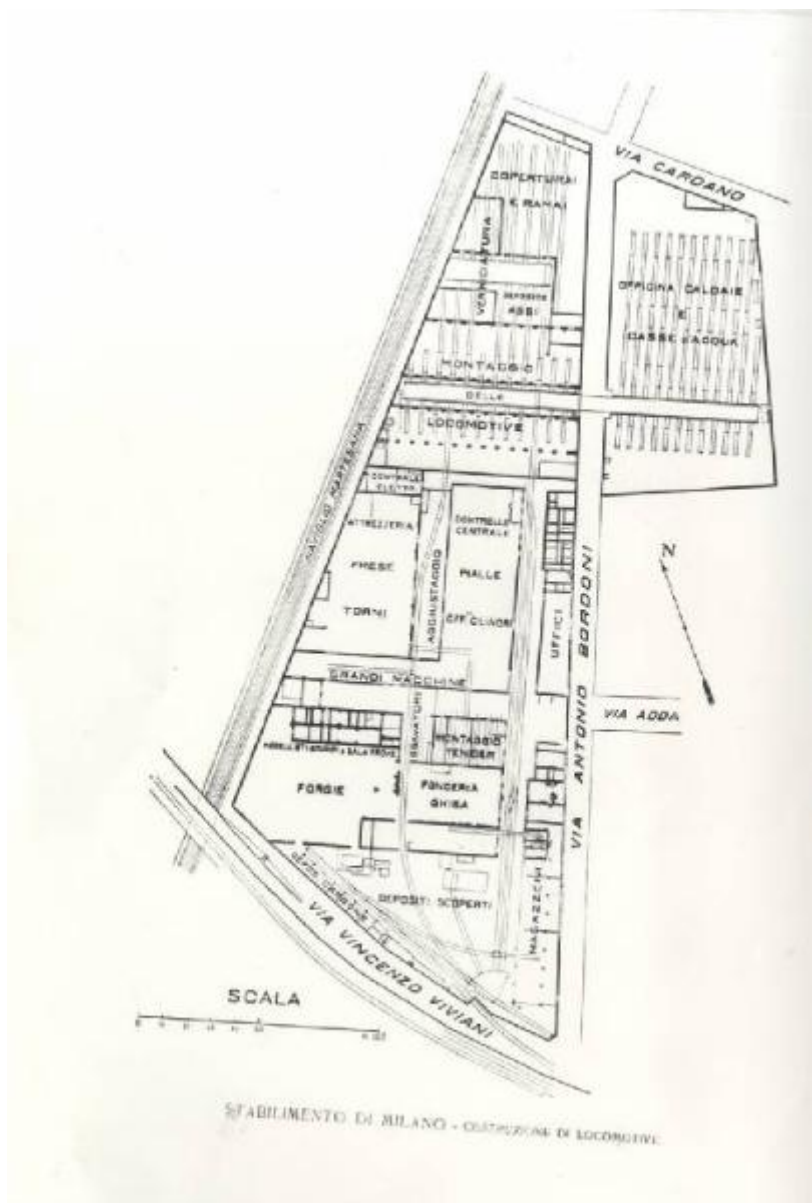 VIA CARDANO
COPERTURAI
E RAMAI
VERNICIATURA
DEPOSITO
ASSI
OFFICINA CALDAIE
E
CASSE D'ACQUA
MONTAGGIO
DELLE
LOCOMOTIVE
NAVIGLIO MARTESANA
CENTRALE
ELETTR.
ATTREZZERIA
FRESE
TORNI
AGGIUSTAGGIO
CONTROLLO
CENTRALE
PIALLE
OFF. CILINDRI
UFFICI
VIA ANTONIO BORDONI
N
GRANDI MACCHINE
VIA ADDA
MONTAGGIO
TENDER
FORGIE
FONDERIA
GHISA
DEPOSITI SCOPERTI
MAGAZZINI
VIA VINCENZO VIVIANI
SCALA
STABILIMENTO DI MILANO - COSTRUZIONE DI LOCOMOTIVE